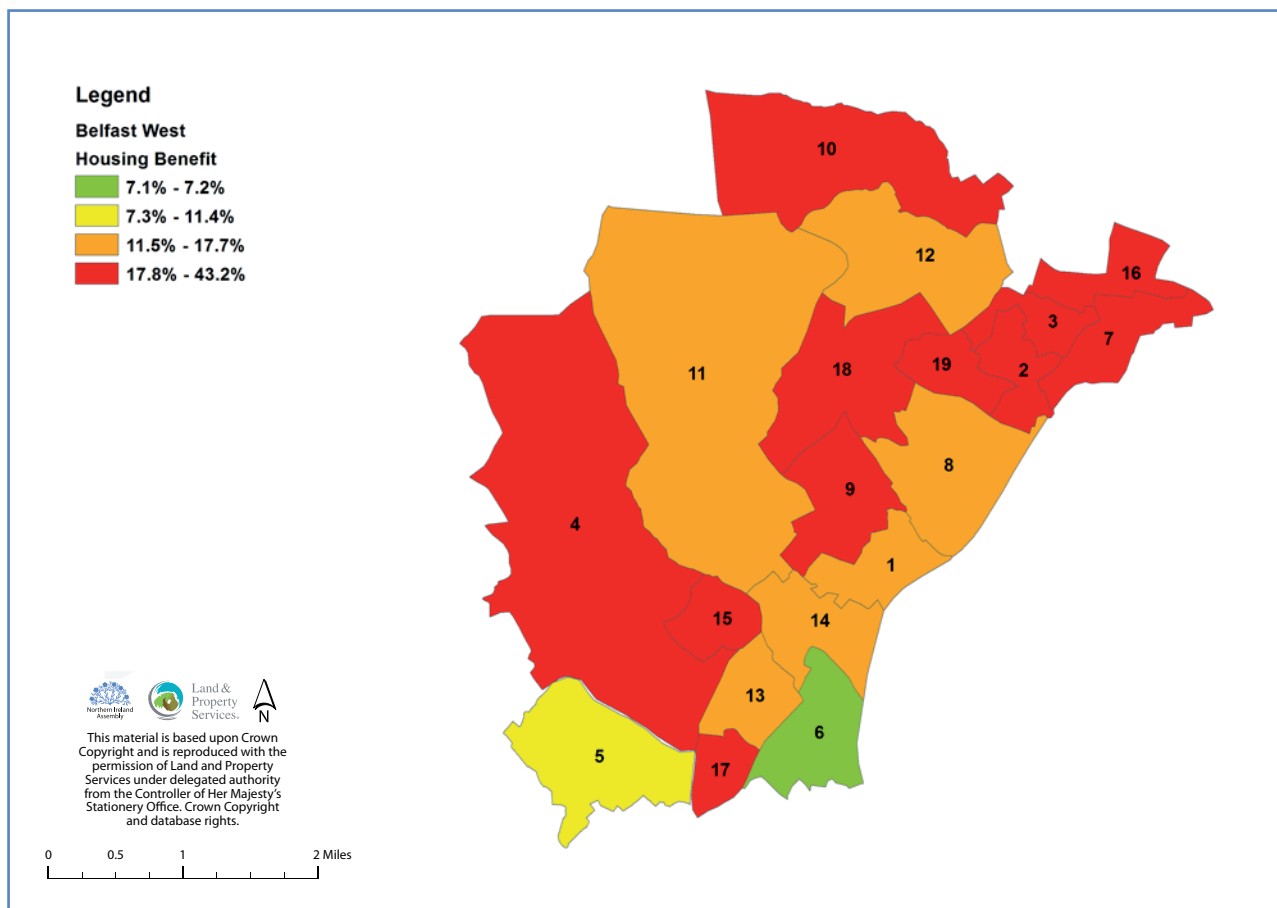 Legend
Belfast West
Housing Benefit
7.1% - 7.2%
7.3% - 11.4%
11.5% - 17.7%
17.8% - 43.2%
10
12
16
3
7
11
18
19
2
8
9
4
1
15
14
13
6
5
17
Northern Ireland
Assembly
Land &
Property
Services.
N
This material is based upon Crown
Copyright and is reproduced with the
permission of Land and Property
Services under delegated authority
from the Controller of Her Majesty's
Stationery Office. Crown Copyright
and database rights.
0 0.5 1 2 Miles